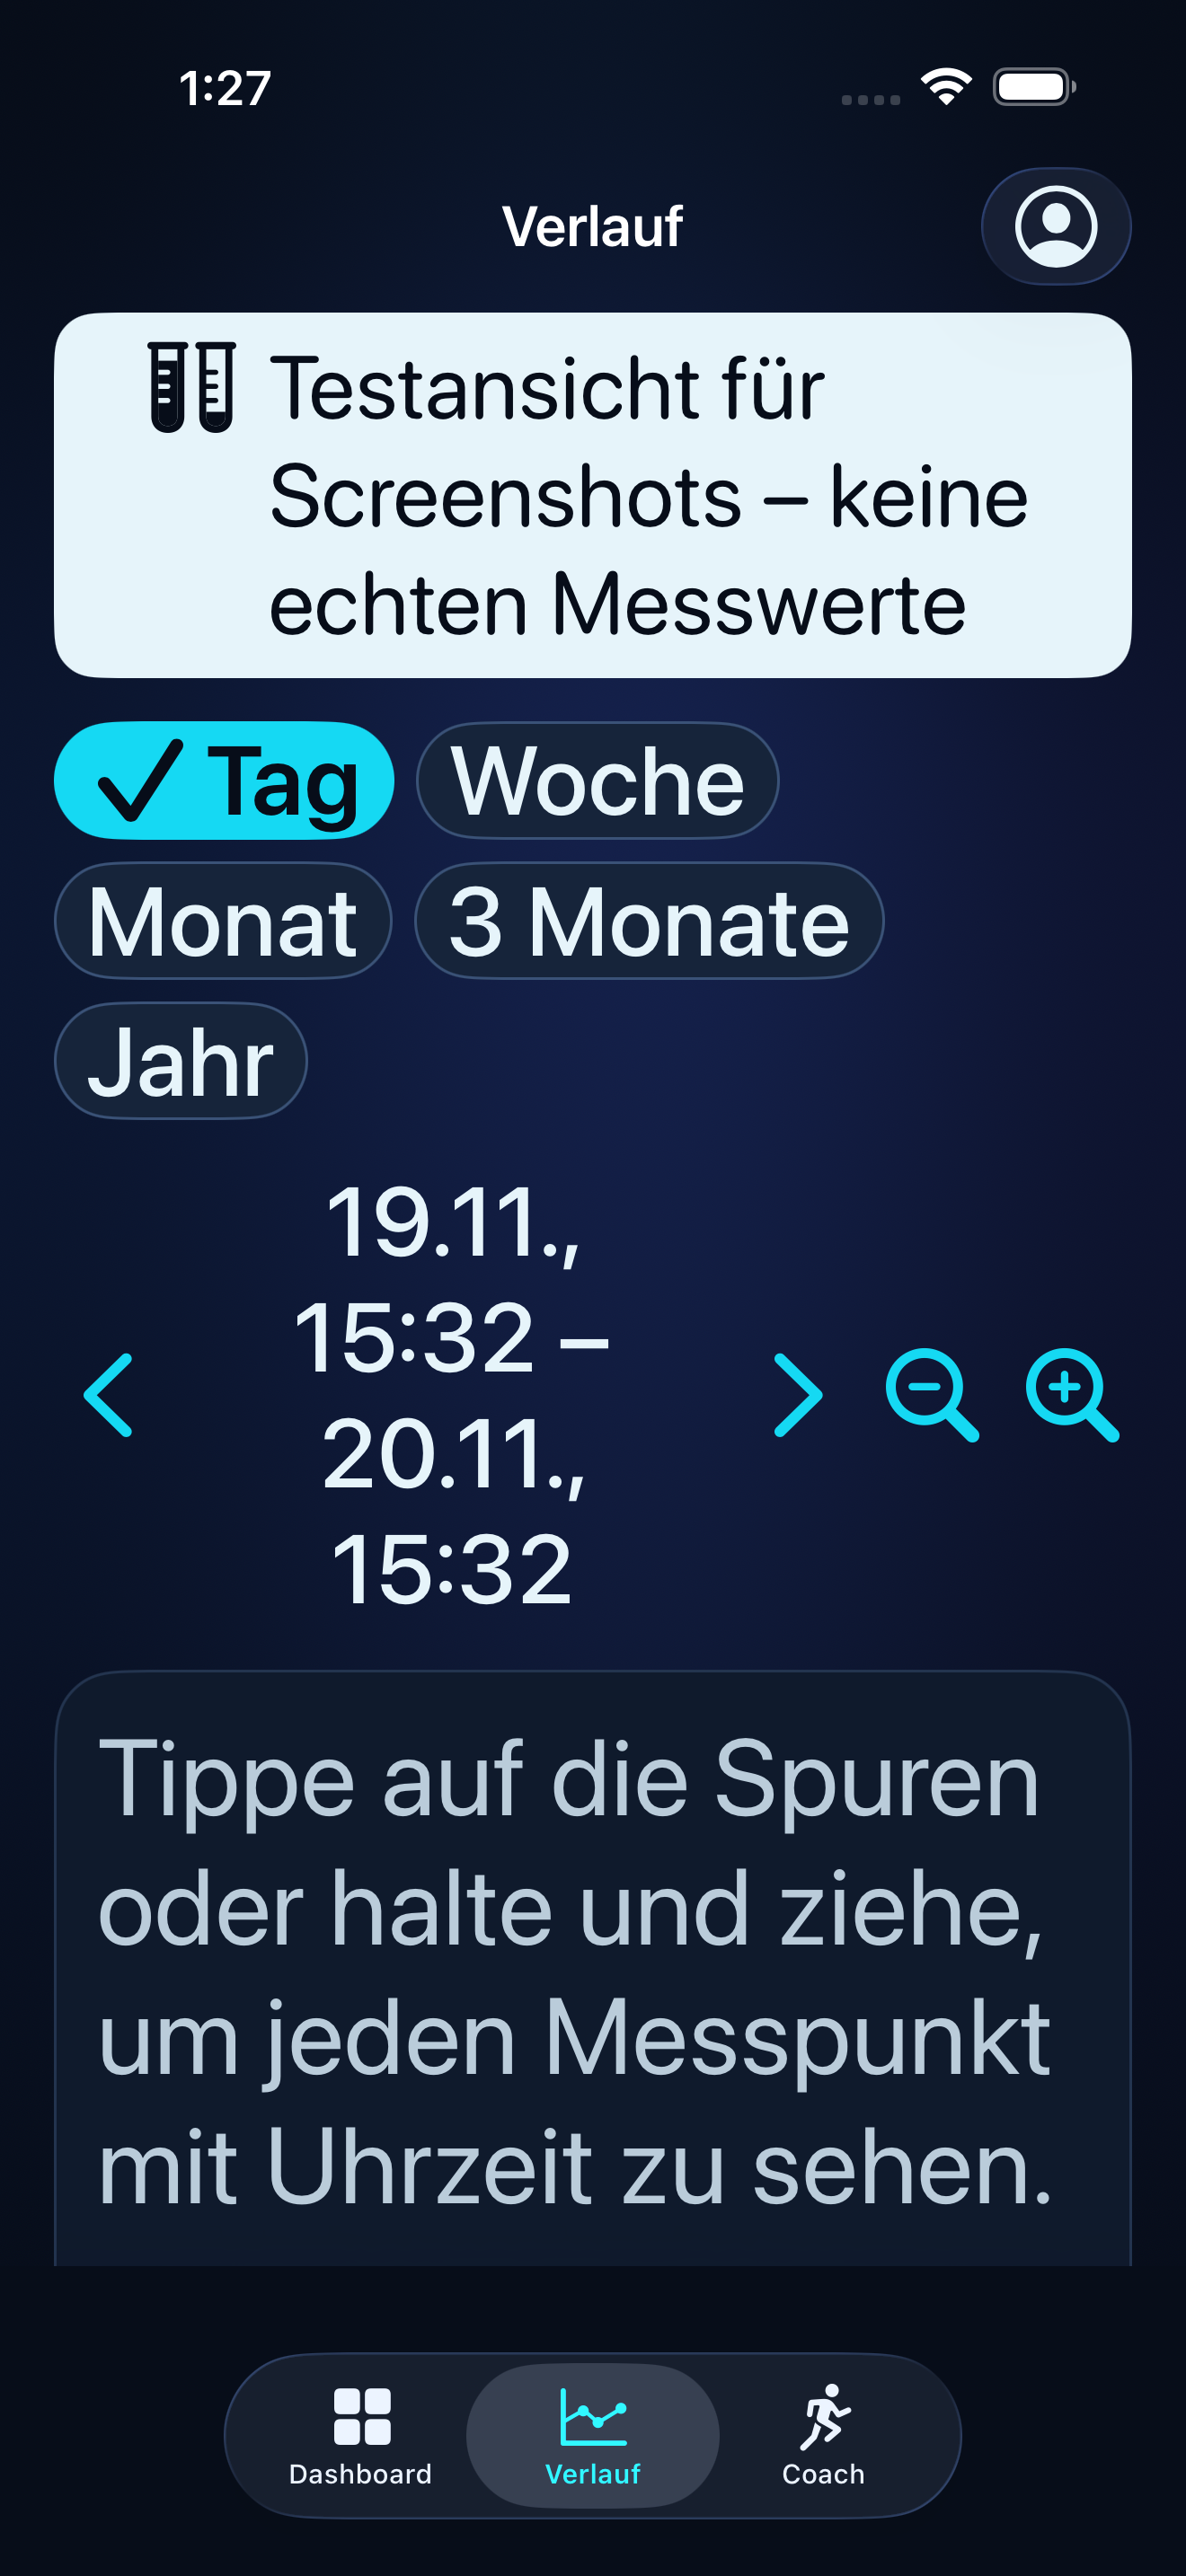 1:27
Verlauf
Testansicht für
Screenshots – keine
echten Messwerte
Tag
Woche
Monat
3 Monate
Jahr
19.11.,
15:32 –
20.11.,
15:32
Tippe auf die Spuren
oder halte und ziehe,
um jeden Messpunkt
mit Uhrzeit zu sehen.
Dashboard
Verlauf
Coach